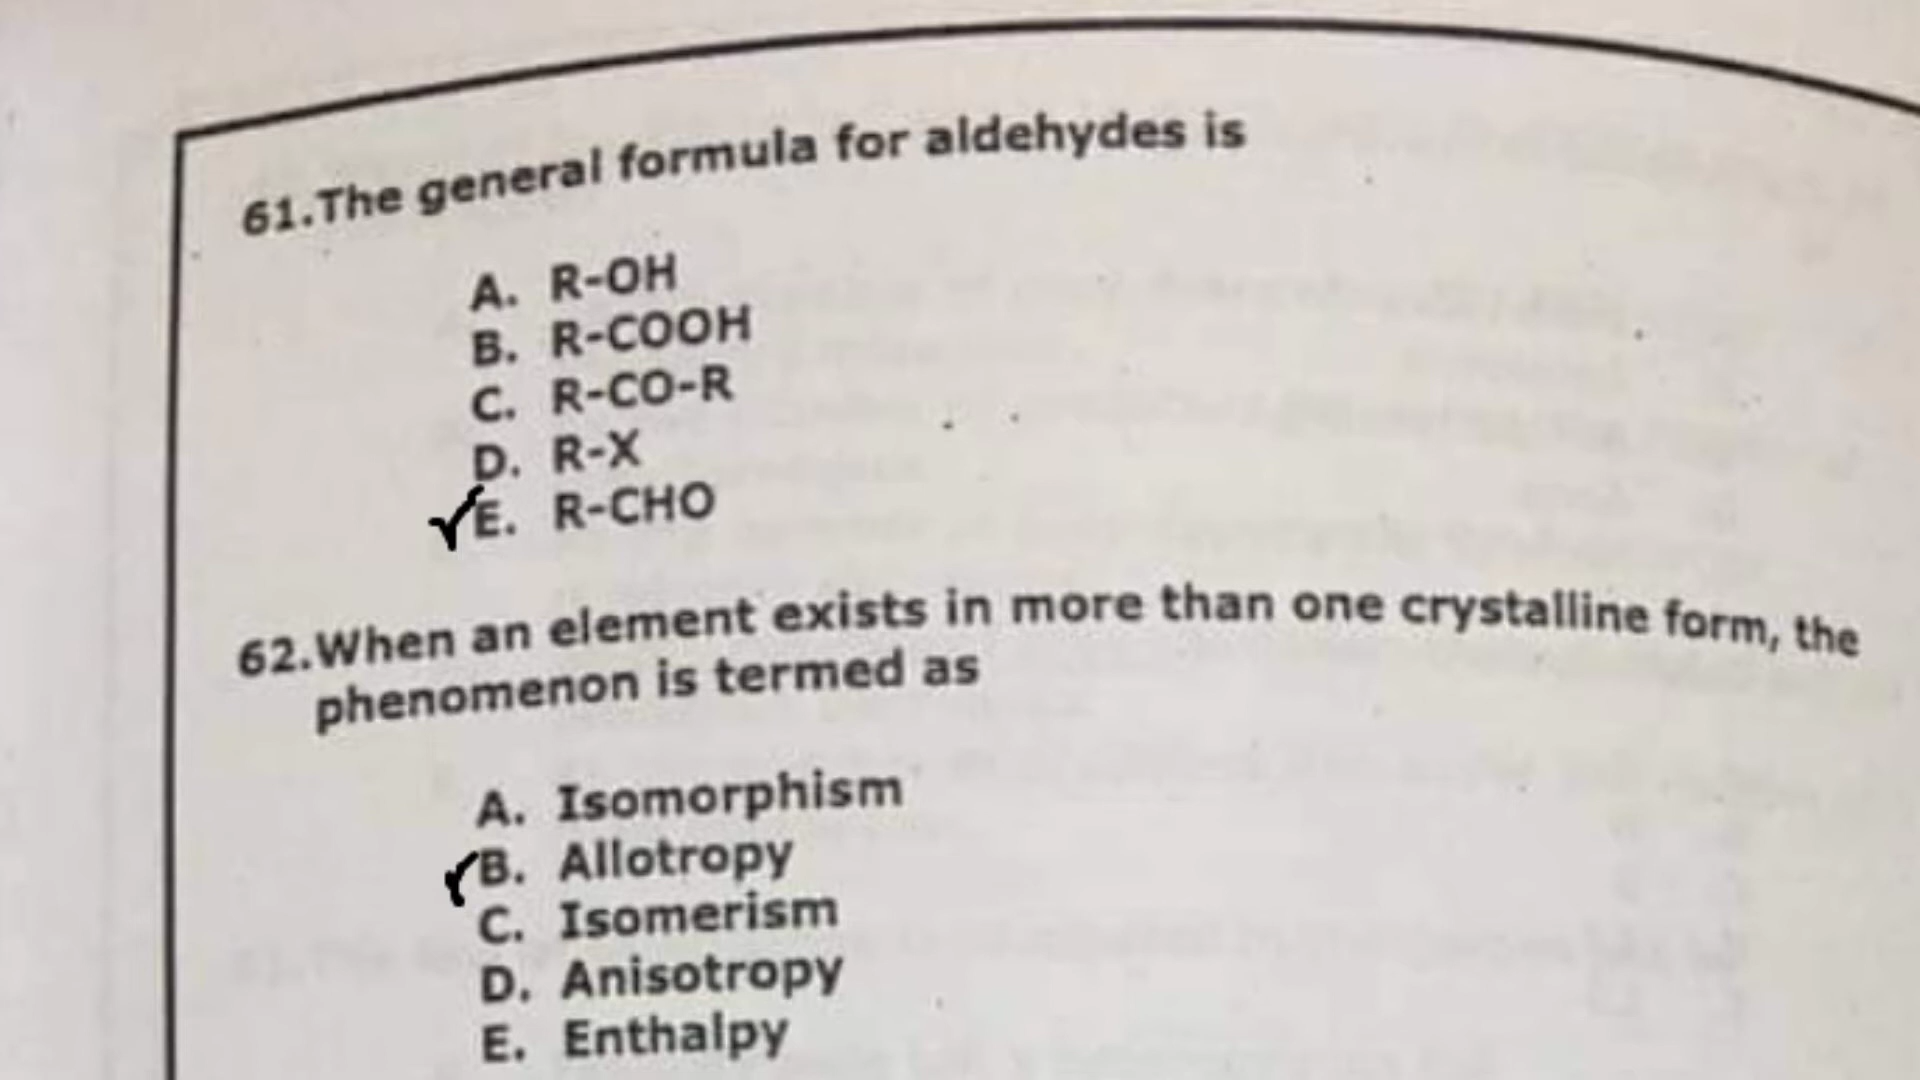 61.The general formula for aldehydes is
A. R-OH
B. R-COOH
C. R-CO-R
D. R-X
E. R-CHO
62.When an element exists in more than one crystalline form, the
phenomenon is termed as
A. Isomorphism
B. Allotropy
C. Isomerism
D. Anisotropy
E. Enthalpy